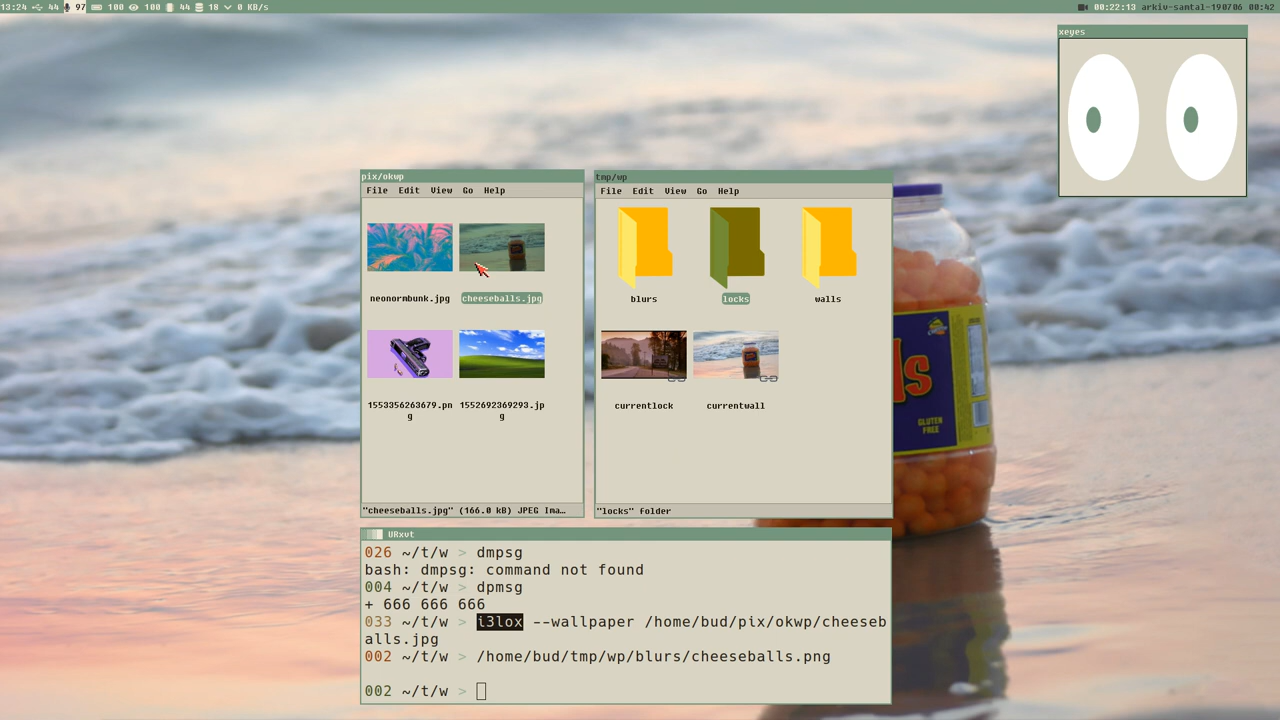 13:24 44 97 100 100 44 18 0 KB/s
00:22:13 arkiv-samtal-190706 00:42
xeyes
pix/okwp
File Edit View Go Help
neonormbunk.jpg
cheeseballs.jpg
1553356263679.pn
g
1552692369293.jp
g
"cheeseballs.jpg" (166.0 kB) JPEG Ima…
tmp/wp
File Edit View Go Help
blurs
locks
walls
currentlock
currentwall
"locks" folder
ls
GLUTEN
FREE
URxvt
026 ~/t/w > dmpsg
bash: dmpsg: command not found
004 ~/t/w > dpmsg
+ 666 666 666
033 ~/t/w > i3lox --wallpaper /home/bud/pix/okwp/cheeseb
alls.jpg
002 ~/t/w > /home/bud/tmp/wp/blurs/cheeseballs.png
002 ~/t/w >